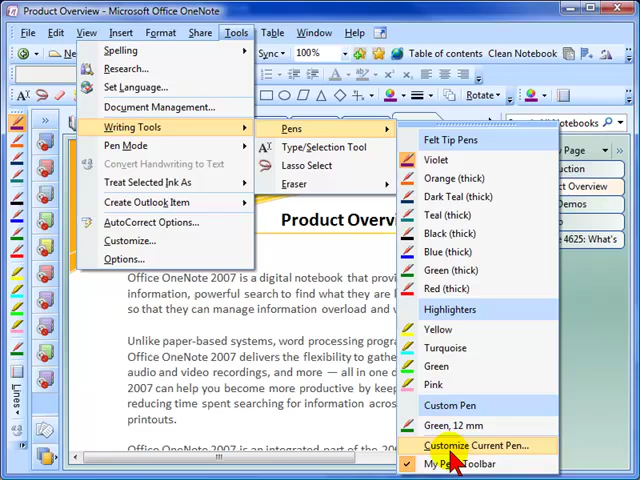 Product Overview - Microsoft Office OneNote
File Edit View Insert Format Share Tools Table Window Help
Sync 100% Table of contents Clean Notebook
Rotate
Spelling
Research...
Set Language...
Document Management...
Writing Tools
Pen Mode
Convert Handwriting to Text
Treat Selected Ink As
Create Outlook Item
AutoCorrect Options...
Customize...
Options...
Pens
Type/Selection Tool
Lasso Select
Eraser
Felt Tip Pens
Violet
Orange (thick)
Dark Teal (thick)
Teal (thick)
Black (thick)
Blue (thick)
Green (thick)
Red (thick)
Highlighters
Yellow
Turquoise
Green
Pink
Custom Pen
Green, 12 mm
Customize Current Pen...
My Pens Toolbar
Notebooks
Page
Demos
4625: What's
Lines
Product Overv
Office OneNote 2007 is a digital notebook that provi
information, powerful search to find what they are l
so that they can manage information overload and v
Unlike paper-based systems, word processing progra
Office OneNote 2007 delivers the flexibility to gathe
audio and video recordings, and more — all in one d
2007 can help you become more productive by keep
reducing time spent searching for information acros
printouts.
Office OneNote 2007 is an integrated part of the